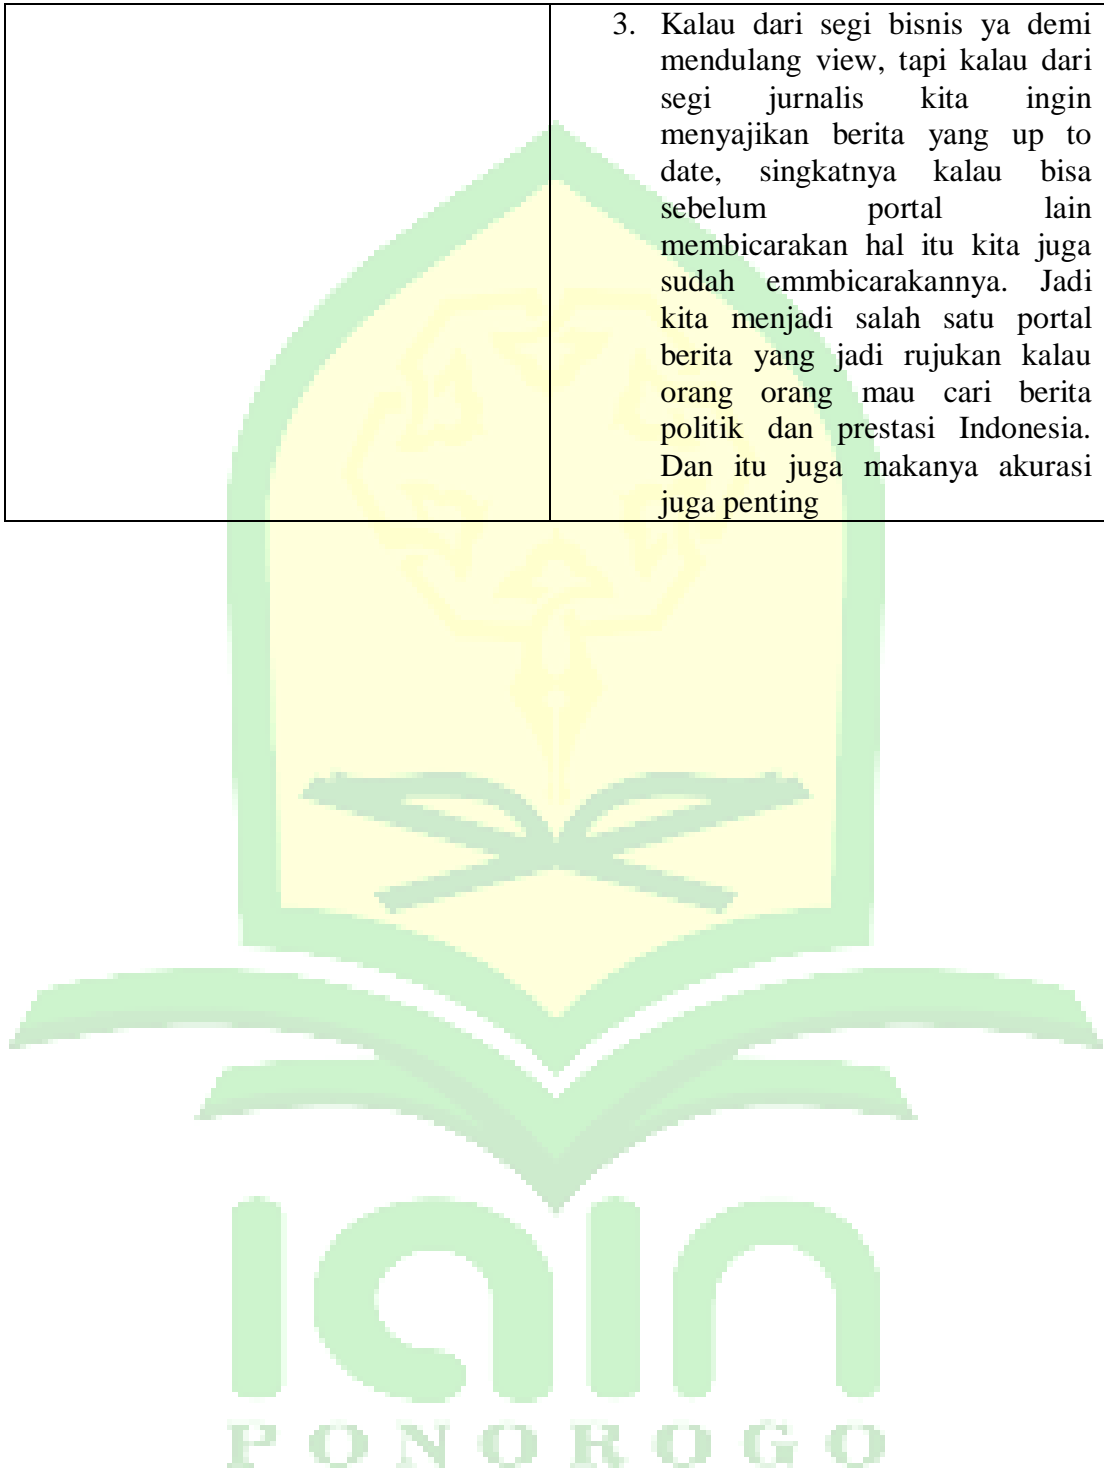 3. Kalau dari segi bisnis ya demi
mendulang view, tapi kalau dari
segi jurnalis kita ingin
menyajikan berita yang up to
date, singkatnya kalau bisa
sebelum portal lain
membicarakan hal itu kita juga
sudah emmbicarakannya. Jadi
kita menjadi salah satu portal
berita yang jadi rujukan kalau
orang orang mau cari berita
politik dan prestasi Indonesia.
Dan itu juga makanya akurasi
juga penting
iain
PONOROGO